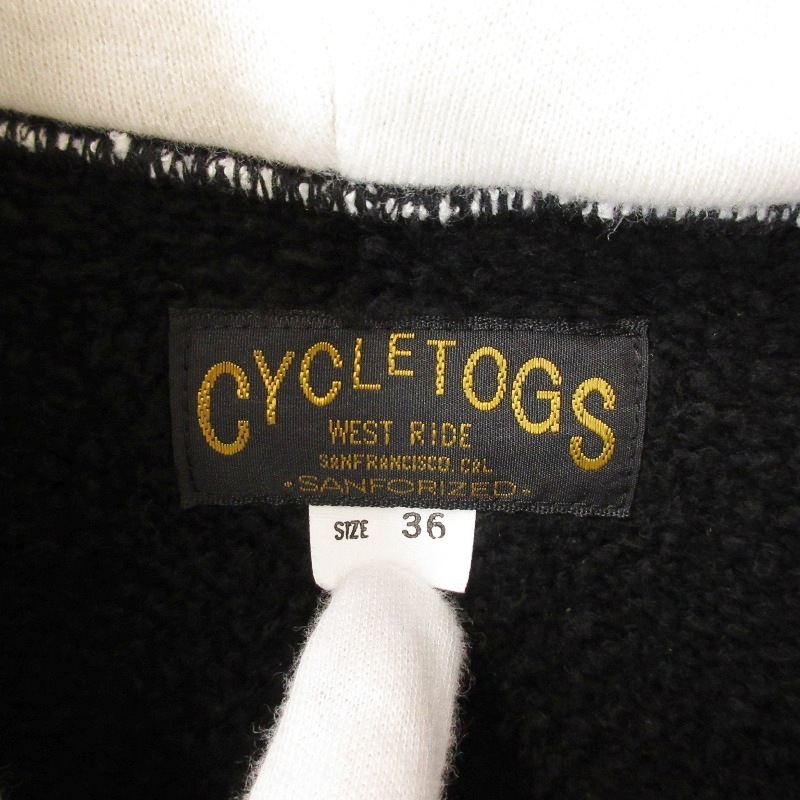 CYCLETOGS
WEST RIDE
SANFRANCISCO. CAL
·SANFORIZED·
SIZE 36